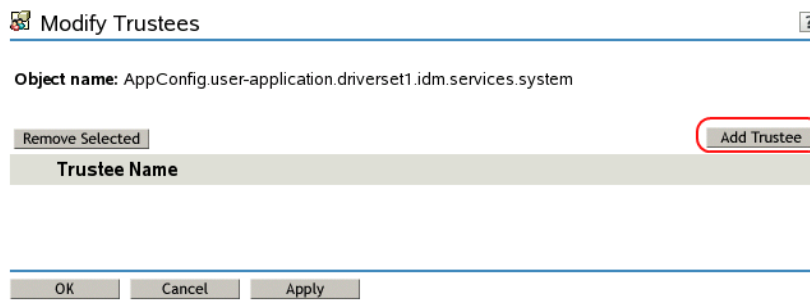 Modify Trustees
?
Object name: AppConfig.user-application.driverset1.idm.services.system
Remove Selected
Add Trustee
Trustee Name
OK
Cancel
Apply